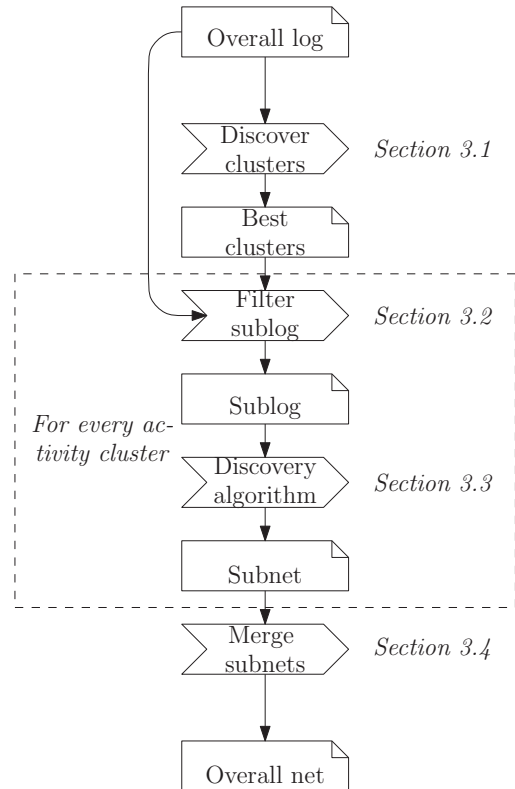 Overall log
Discover
clusters
Section 3.1
Best
clusters
Filter
sublog
Section 3.2
Sublog
For every ac-
tivity cluster
Discovery
algorithm
Section 3.3
Subnet
Merge
subnets
Section 3.4
Overall net